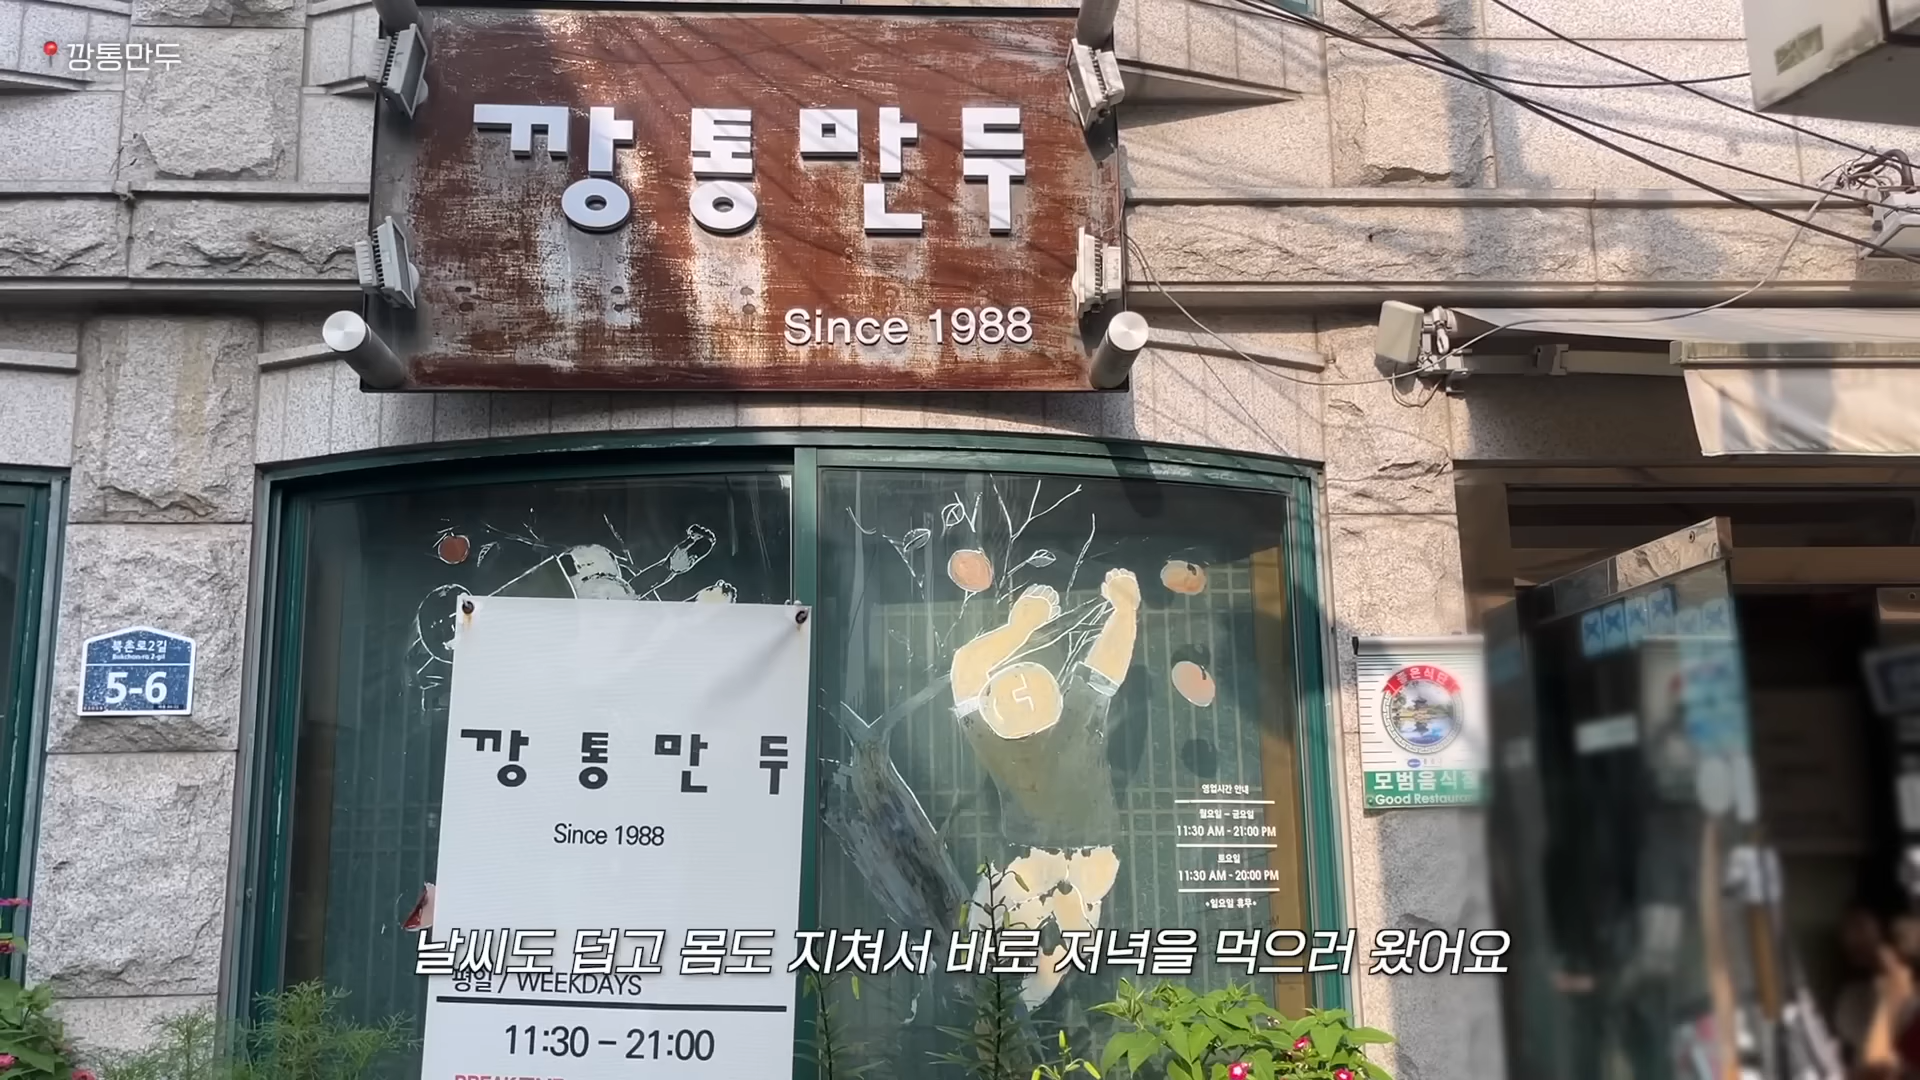 깡통만두
깡통만두
Since 1988
북촌로2길
Bukchon-ro 2-gil
5-6
깡통만두
Since 1988
평일 / WEEKDAYS
11:30 – 21:00
영업시간 안내
월요일 - 금요일
11:30 AM - 21:00 PM
토요일
11:30 AM - 20:00 PM
•일요일 휴무•
좋은식단
모범음식점
Good Restaurant
날씨도 덥고 몸도 지쳐서 바로 저녁을 먹으러 왔어요